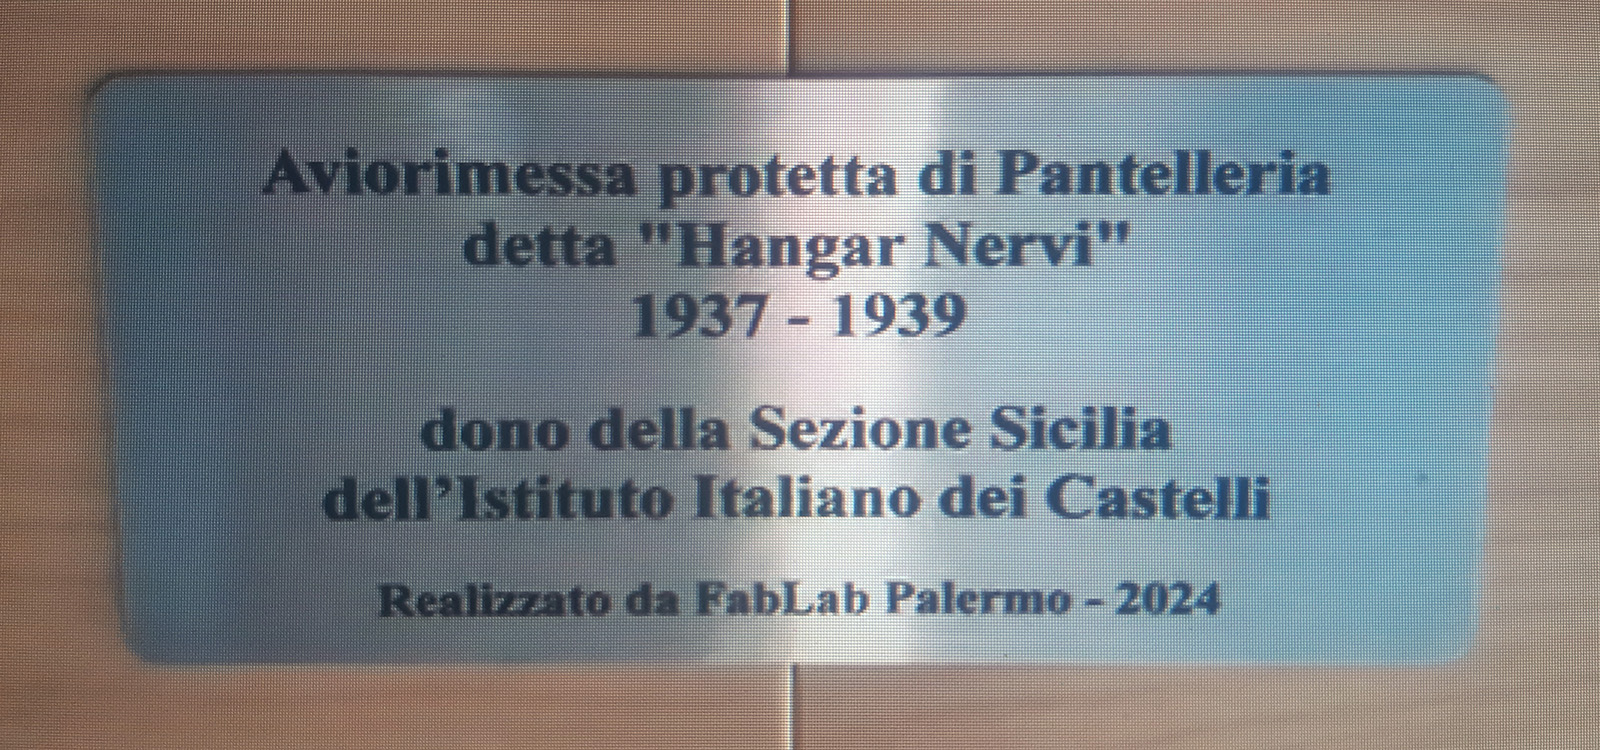 Aviorimessa protetta di Pantelleria
detta "Hangar Nervi"
1937 - 1939
dono della Sezione Sicilia
dell’Istituto Italiano dei Castelli
Realizzato da FabLab Palermo - 2024